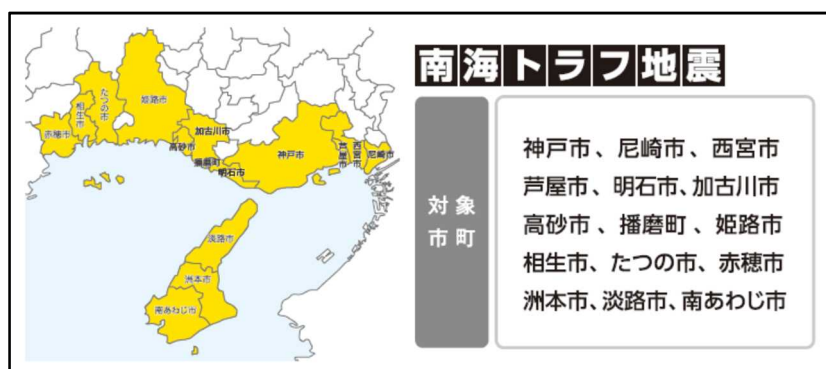 南海トラフ地震
対象
市町
神戸市、尼崎市、西宮市
芦屋市、明石市、加古川市
高砂市、播磨町、姫路市
相生市、たつの市、赤穂市
洲本市、淡路市、南あわじ市
赤穂市
相生市
たつの市
姫路市
加古川市
高砂市
播磨町
明石市
神戸市
芦屋市
西宮市
尼崎市
淡路市
洲本市
南あわじ市